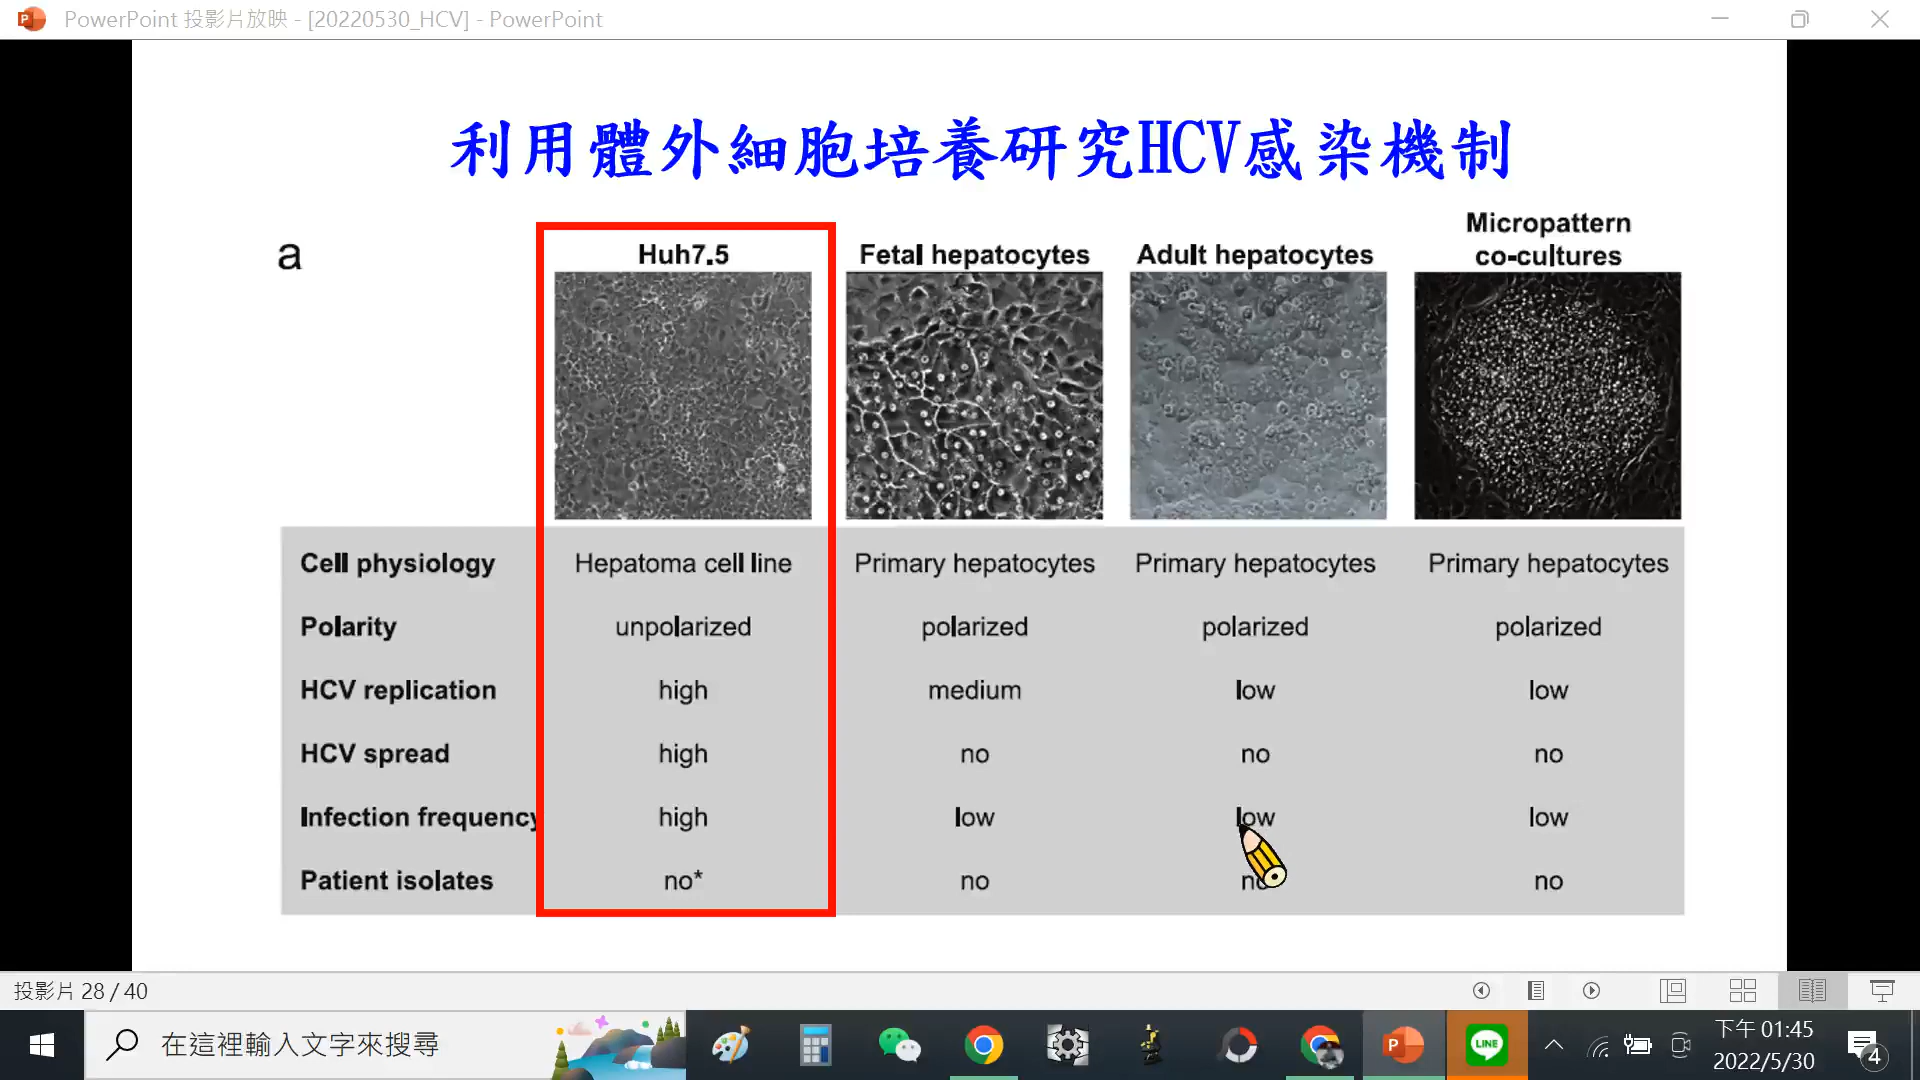 PowerPoint 投影片放映 - [20220530_HCV] - PowerPoint
利用體外細胞培養研究HCV感染機制
a
Huh7.5 Fetal hepatocytes Adult hepatocytes Micropattern co-cultures
Cell physiology Hepatoma cell line Primary hepatocytes Primary hepatocytes Primary hepatocytes
Polarity unpolarized polarized polarized polarized
HCV replication high medium low low
HCV spread high no no no
Infection frequency high low low low
Patient isolates no* no no no
投影片 28 / 40
在這裡輸入文字來搜尋
LINE
下午 01:45
2022/5/30
4